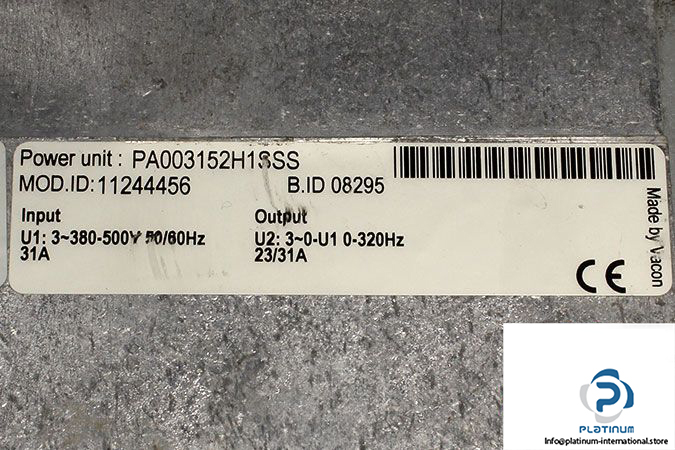 Power unit : PA003152H1SSS
MOD.ID:11244456 B.ID 08295
Input Output
U1: 3~380-500V 50/60Hz U2: 3~0-U1 0-320Hz
31A 23/31A
CE
Made by Vacon
PLATINUM
Info@platinum-international.store